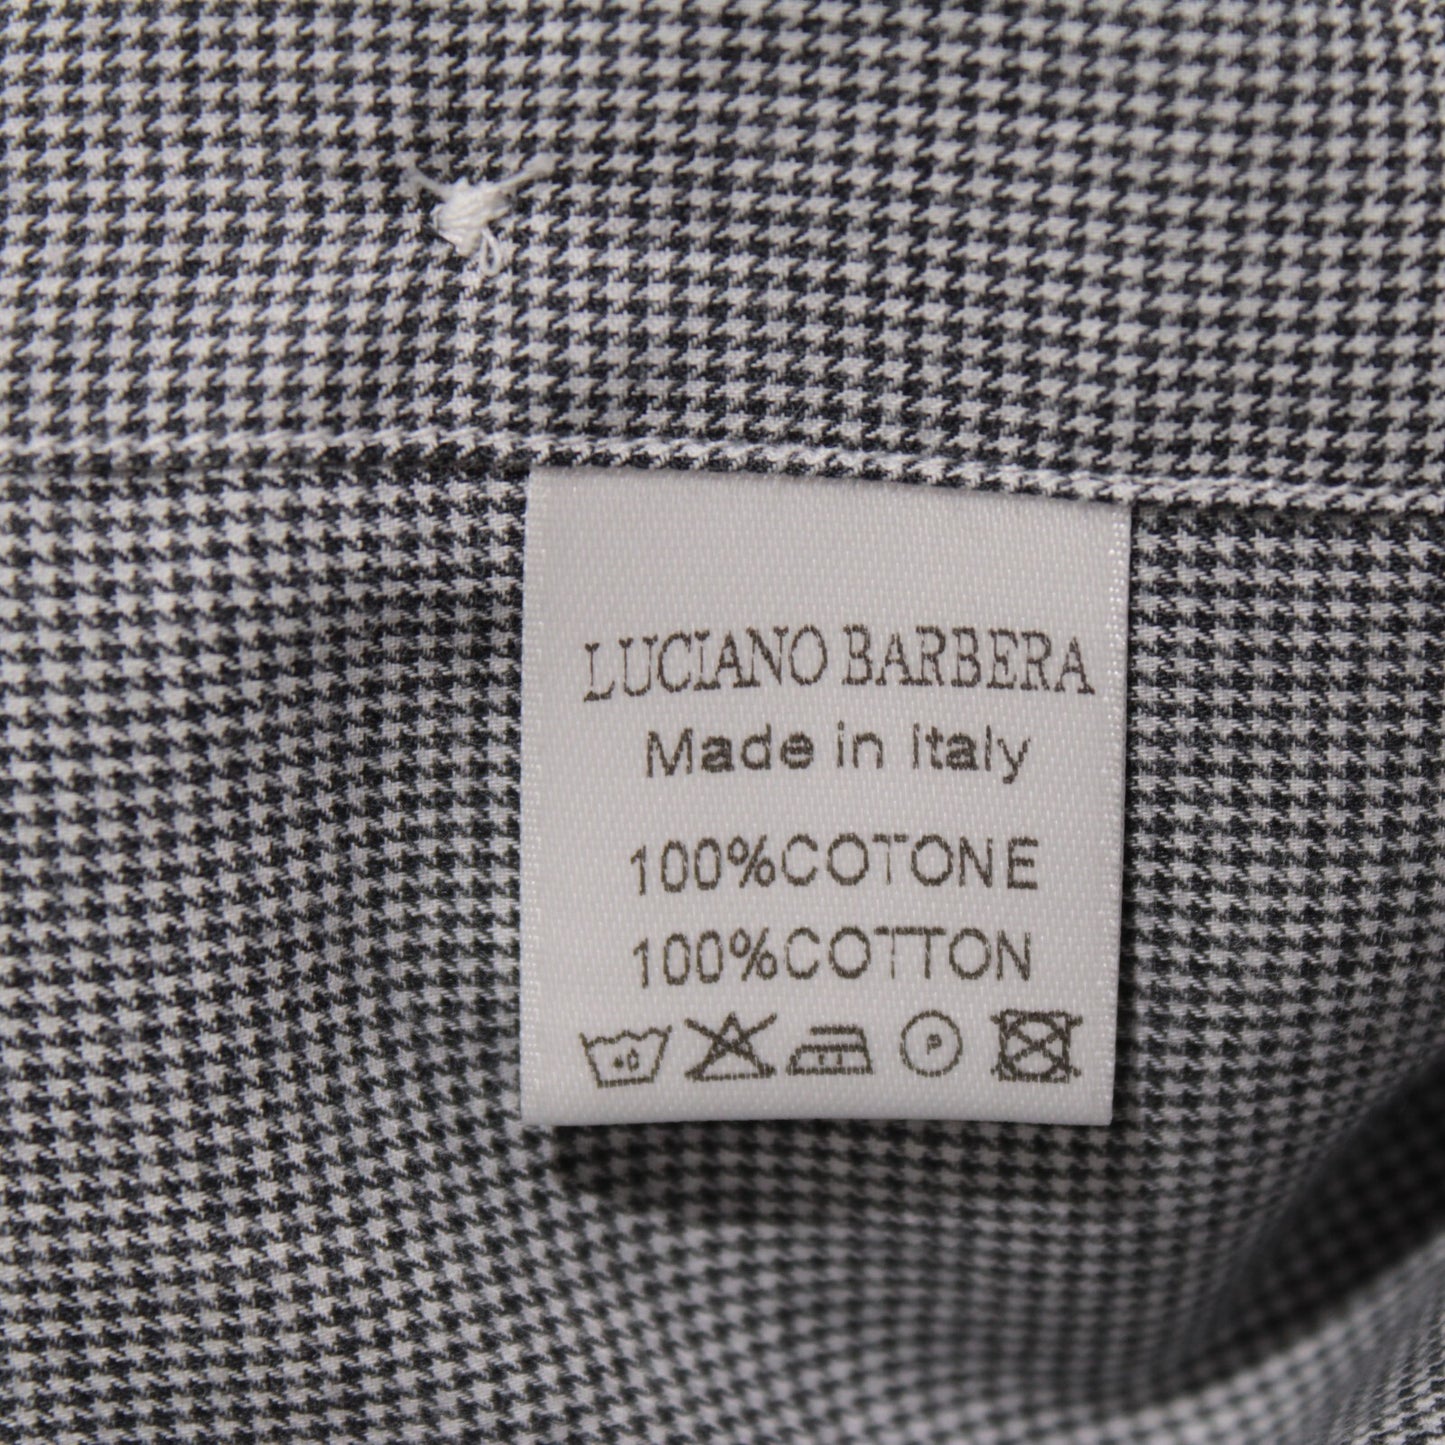 LUCIANO BARBERA
Made in Italy
100%COTONE
100%COTTON
P